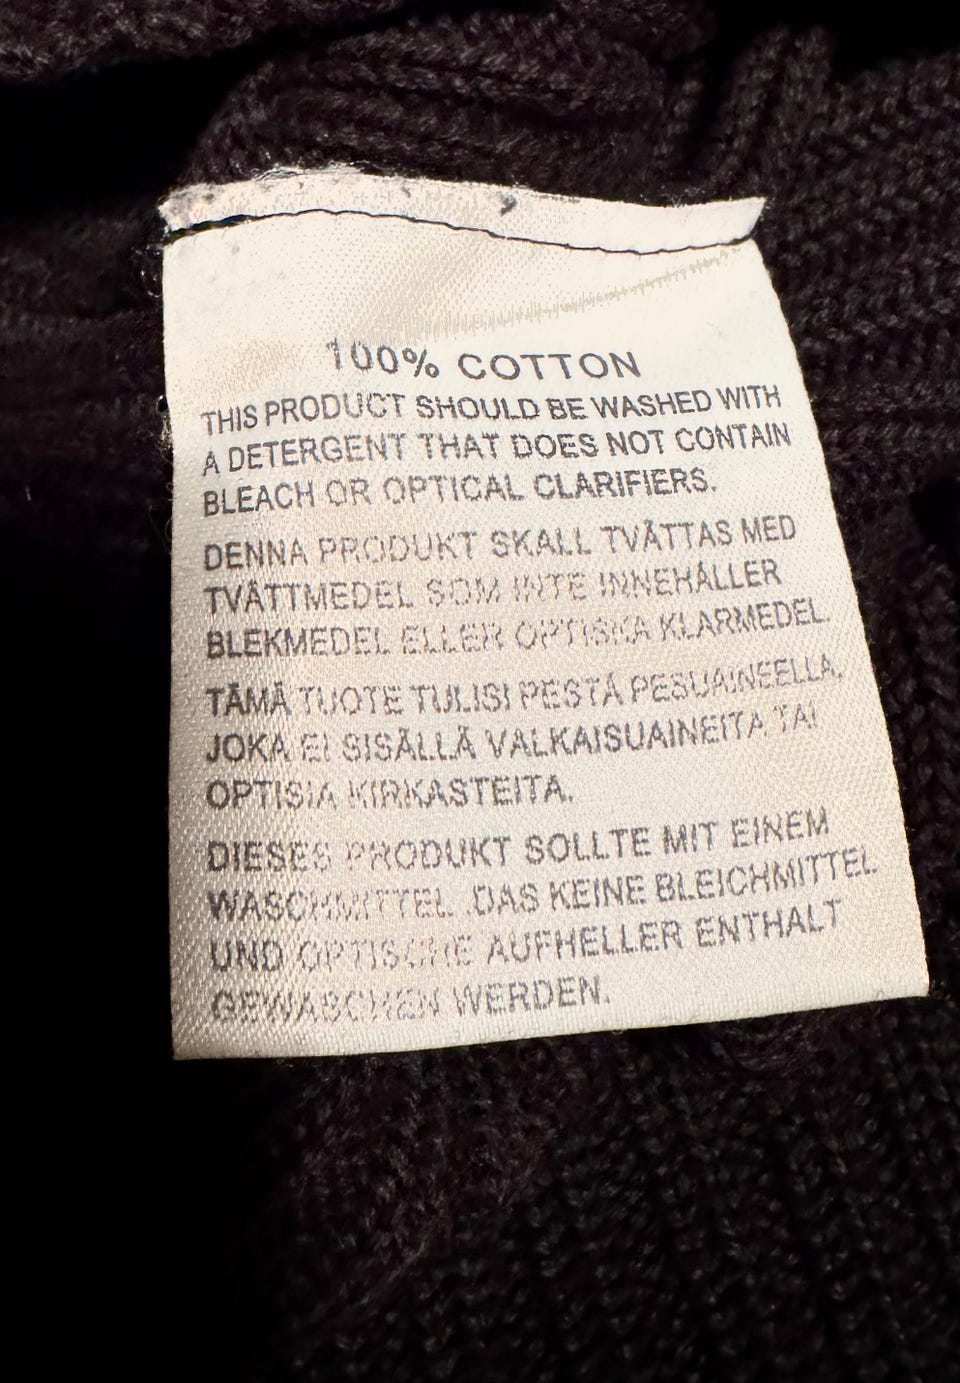 100% COTTON
THIS PRODUCT SHOULD BE WASHED WITH
A DETERGENT THAT DOES NOT CONTAIN
BLEACH OR OPTICAL CLARIFIERS.
DENNA PRODUKT SKALL TVÄTTAS MED
TVÄTTMEDEL SOM INTE INNEHÅLLER
BLEKMEDEL ELLER OPTISKA KLARMEDEL.
TÄMÄ TUOTE TULISI PESTÄ PESUAINEELLA,
JOKA EI SISÄLLÄ VALKAISUAINEITA TAI
OPTISIA KIRKASTEITA.
DIESES PRODUKT SOLLTE MIT EINEM
WASCHMITTEL ,DAS KEINE BLEICHMITTEL
UND OPTISCHE AUFHELLER ENTHALT
GEWASCHEN WERDEN.